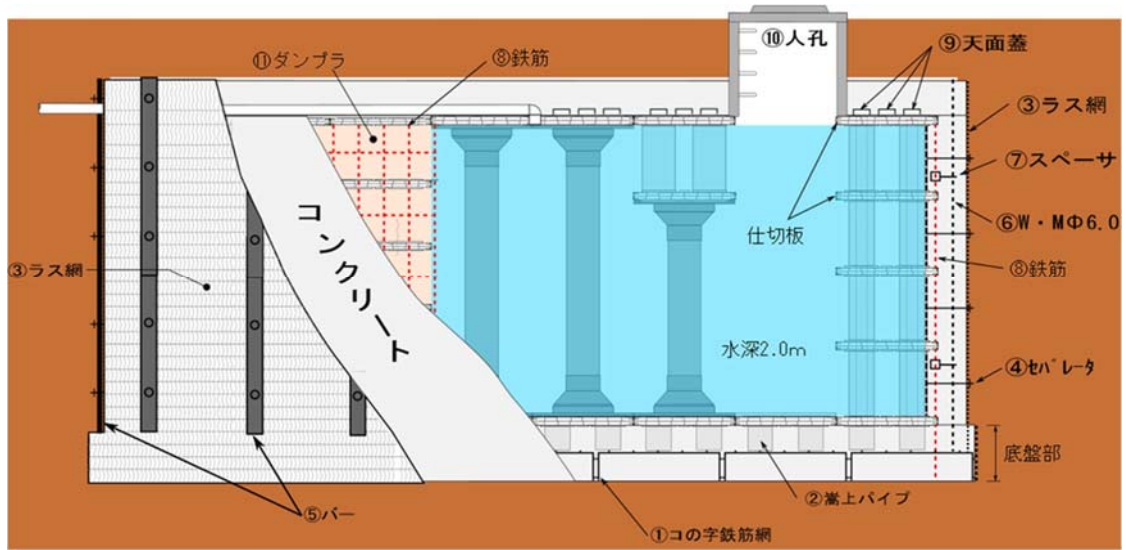 ⑩人孔
⑨天面蓋
⑪ダンプラ
⑧鉄筋
③ラス網
⑦スペーサ
仕切板
⑥W・MΦ6.0
⑧鉄筋
③ラス網
コンクリート
水深2.0m
④セパレータ
底盤部
②嵩上パイプ
⑤バー
①コの字鉄筋網